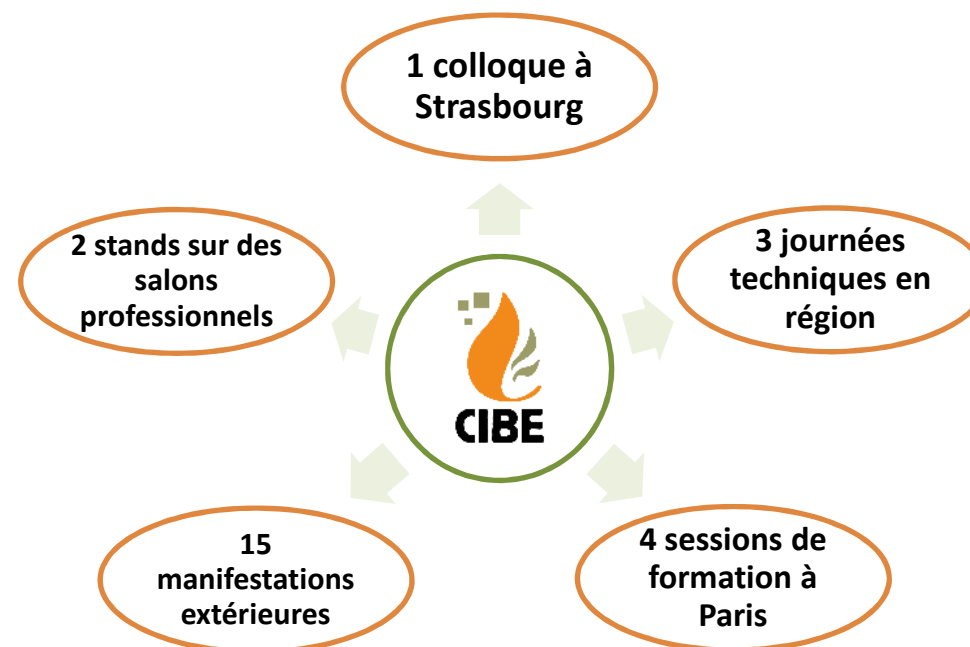 1 colloque à
Strasbourg
2 stands sur des
salons
professionnels
3 journées
techniques en
région
CIBE
15
manifestations
extérieures
4 sessions de
formation à
Paris